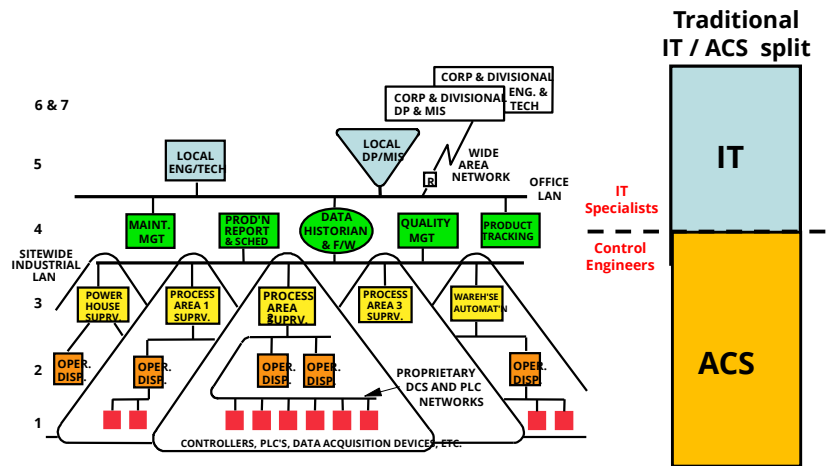 Traditional
IT / ACS split
CORP & DIVISIONAL
ENG. &
TECH
CORP & DIVISIONAL
DP & MIS
6 & 7
LOCAL
DP/MIS
LOCAL
ENG/TECH
WIDE
AREA
NETWORK
R
5
OFFICE
LAN
IT
IT
Specialists
MAINT.
MGT
PROD'N
REPORT
& SCHED
DATA
HISTORIAN
& F/W
QUALITY
MGT
PRODUCT
TRACKING
4
SITEWIDE
INDUSTRIAL
LAN
Control
Engineers
3
POWER
HOUSE
SUPRV.
PROCESS
AREA 1
SUPRV.
PROCESS
AREA
2
SUPRV.
PROCESS
AREA 3
SUPRV.
WAREH'SE
AUTOMAT'N
2
OPER.
DISP.
OPER.
DISP.
OPER.
DISP.
OPER.
DISP.
OPER.
DISP.
PROPRIETARY
DCS AND PLC
NETWORKS
ACS
1
CONTROLLERS, PLC'S, DATA ACQUISITION DEVICES, ETC.